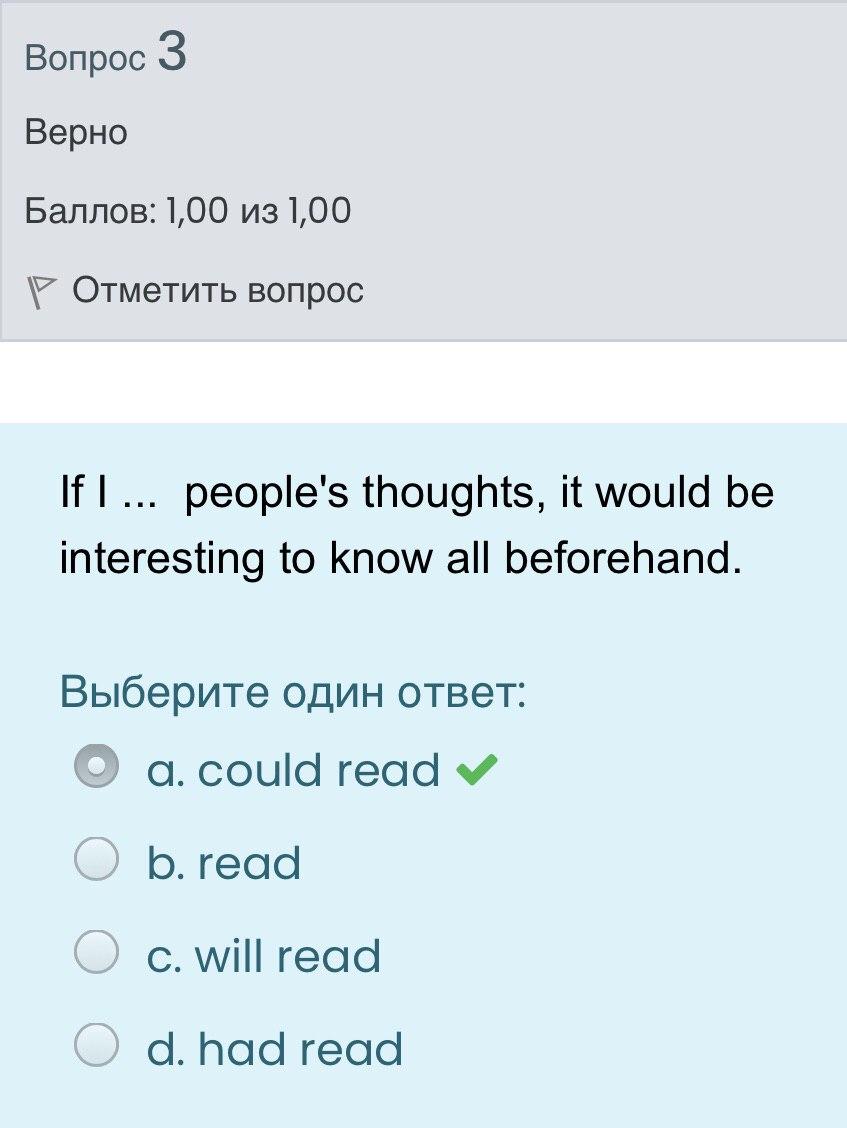 Вопрос 3
Верно
Баллов: 1,00 из 1,00
Отметить вопрос
If I ... people's thoughts, it would be
interesting to know all beforehand.
Выберите один ответ:
a. could read
b. read
c. will read
d. had read